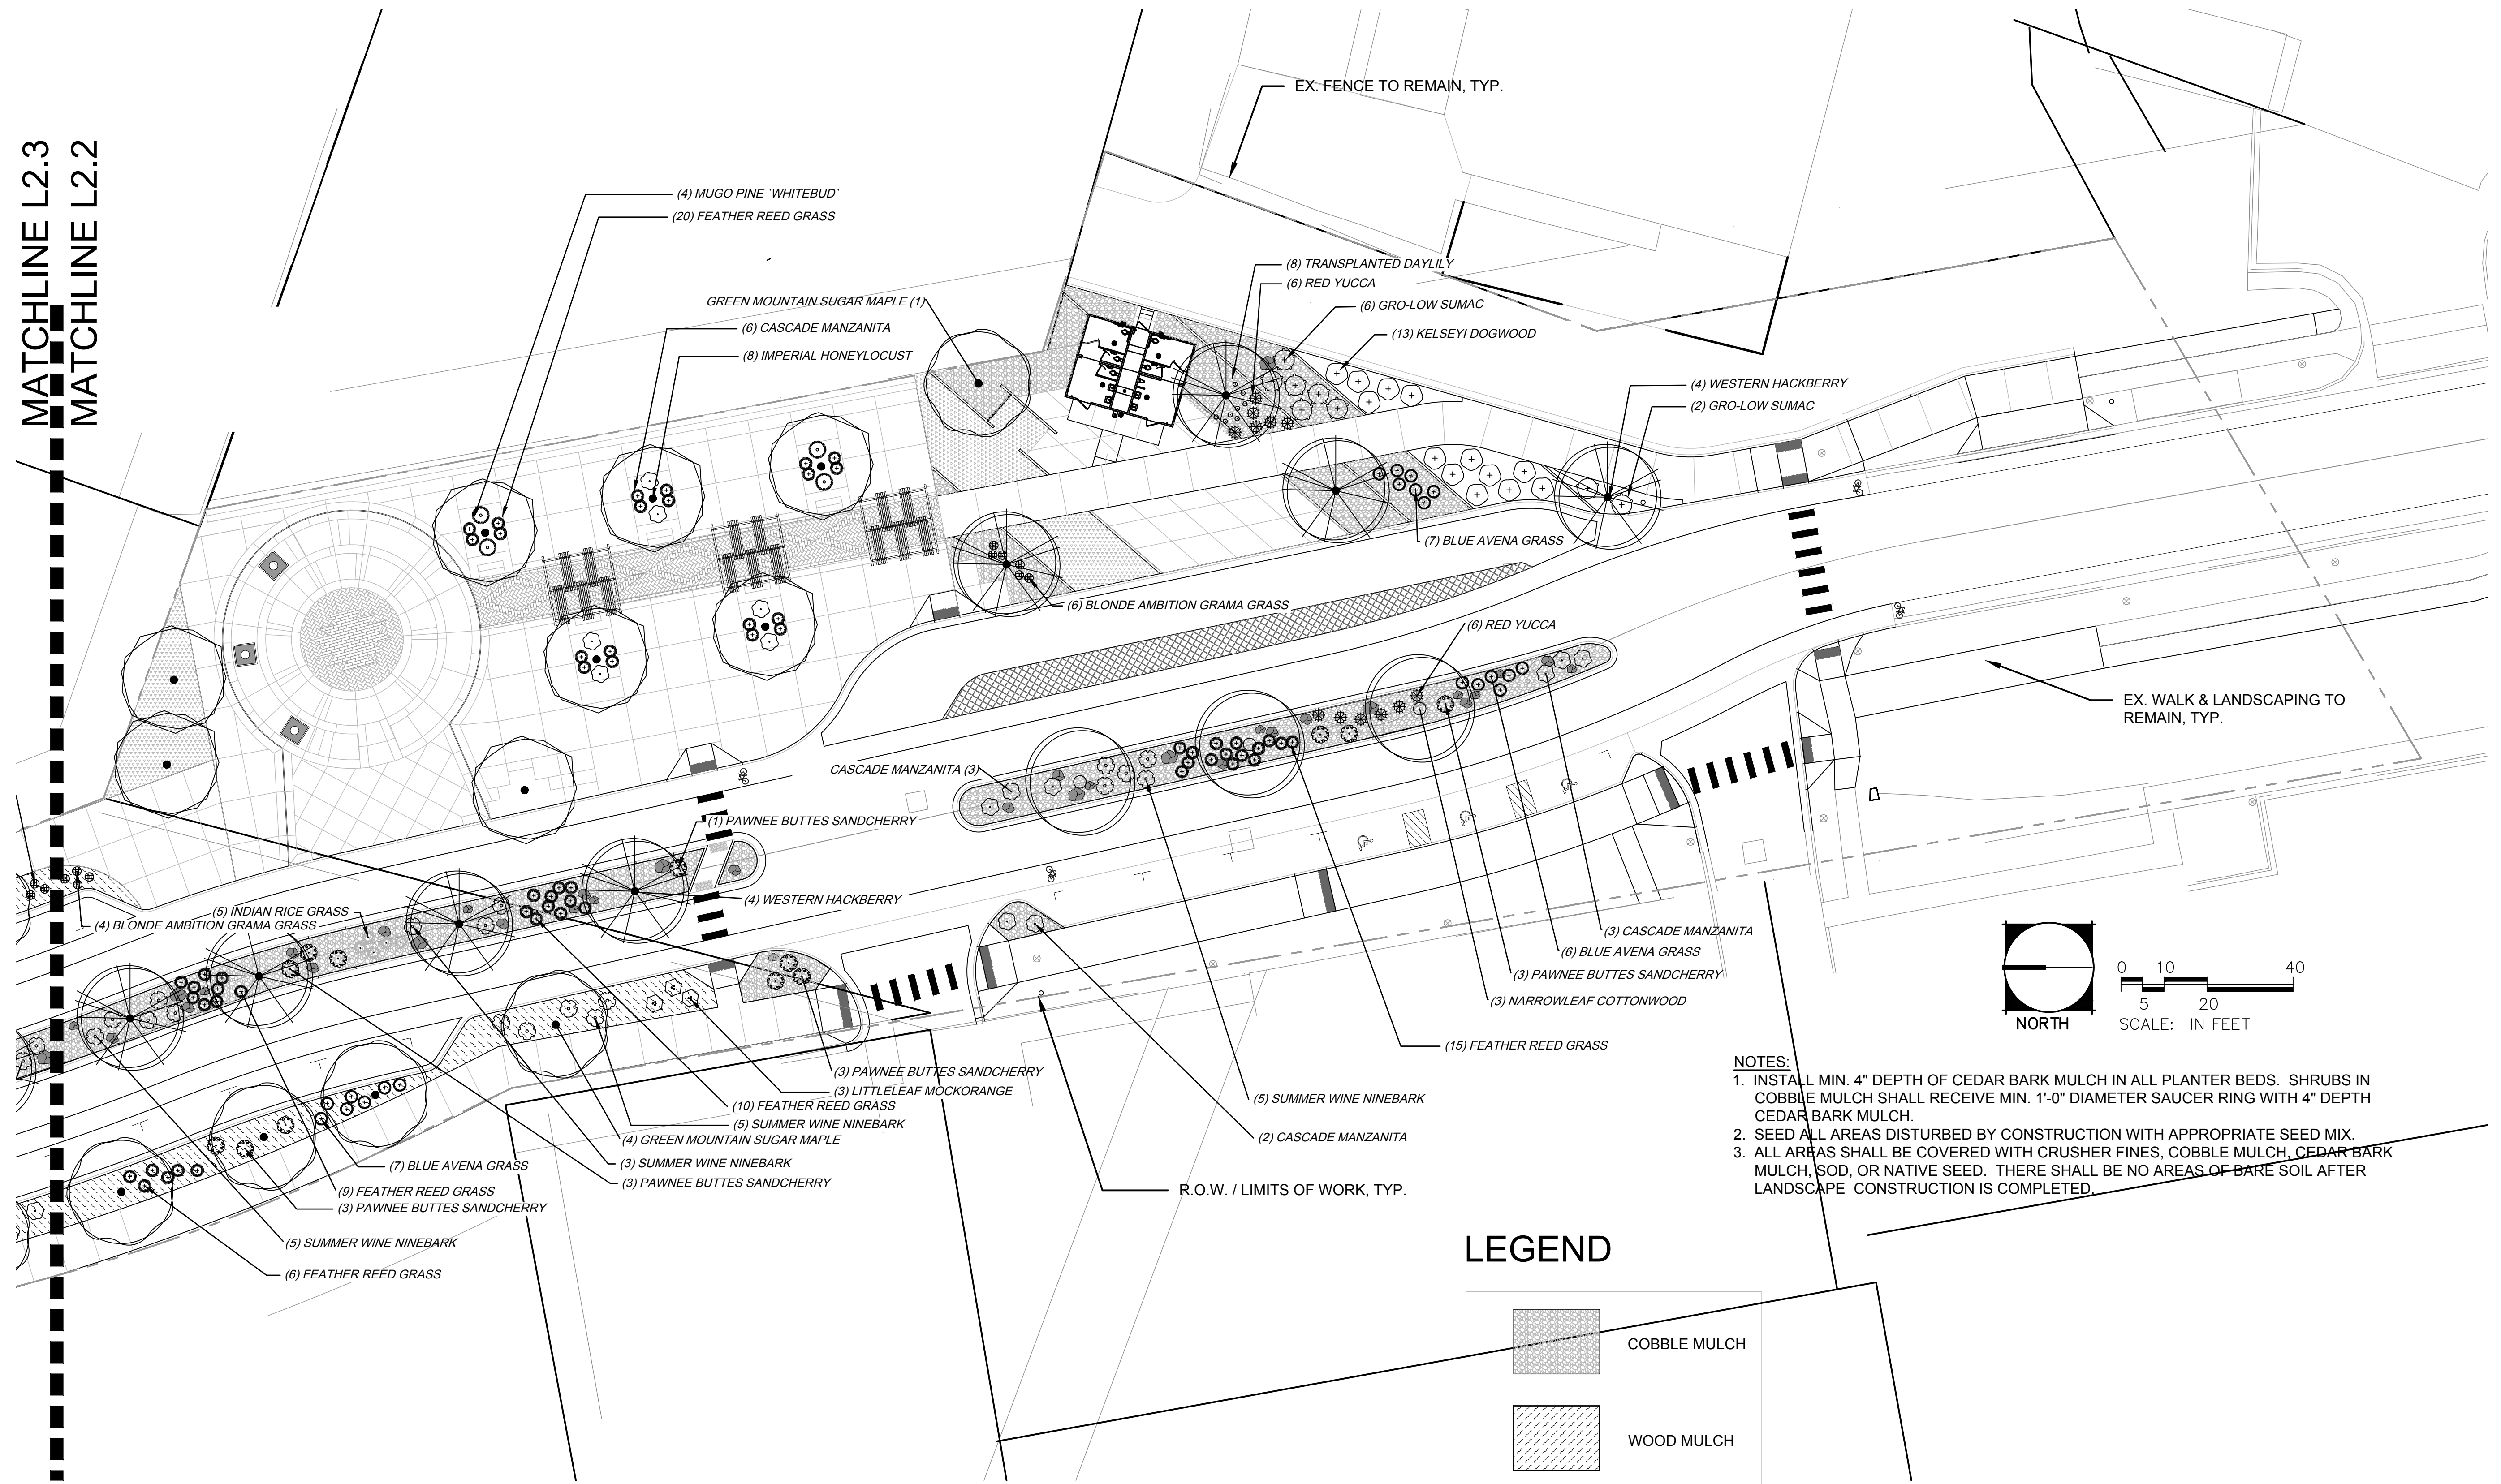 MATCHLINE L2.3
MATCHLINE L2.2
EX. FENCE TO REMAIN, TYP.
(4) MUGO PINE `WHITEBUD`
(20) FEATHER REED GRASS
GREEN MOUNTAIN SUGAR MAPLE (1)
(6) CASCADE MANZANITA
(8) IMPERIAL HONEYLOCUST
(8) TRANSPLANTED DAYLILY
(6) RED YUCCA
(6) GRO-LOW SUMAC
(13) KELSEYI DOGWOOD
(4) WESTERN HACKBERRY
(2) GRO-LOW SUMAC
(7) BLUE AVENA GRASS
(6) BLONDE AMBITION GRAMA GRASS
(6) RED YUCCA
EX. WALK & LANDSCAPING TO
REMAIN, TYP.
CASCADE MANZANITA (3)
(1) PAWNEE BUTTES SANDCHERRY
(4) WESTERN HACKBERRY
(5) INDIAN RICE GRASS
(4) BLONDE AMBITION GRAMA GRASS
(3) CASCADE MANZANITA
(6) BLUE AVENA GRASS
(3) PAWNEE BUTTES SANDCHERRY
(3) NARROWLEAF COTTONWOOD
(15) FEATHER REED GRASS
(3) PAWNEE BUTTES SANDCHERRY
(3) LITTLELEAF MOCKORANGE
(10) FEATHER REED GRASS
(5) SUMMER WINE NINEBARK
(4) GREEN MOUNTAIN SUGAR MAPLE
(3) SUMMER WINE NINEBARK
(3) PAWNEE BUTTES SANDCHERRY
(5) SUMMER WINE NINEBARK
(2) CASCADE MANZANITA
(7) BLUE AVENA GRASS
(9) FEATHER REED GRASS
(3) PAWNEE BUTTES SANDCHERRY
(5) SUMMER WINE NINEBARK
(6) FEATHER REED GRASS
R.O.W. / LIMITS OF WORK, TYP.
NORTH
0 10 40
5 20
SCALE: IN FEET
NOTES:
1. INSTALL MIN. 4" DEPTH OF CEDAR BARK MULCH IN ALL PLANTER BEDS. SHRUBS IN
COBBLE MULCH SHALL RECEIVE MIN. 1'-0" DIAMETER SAUCER RING WITH 4" DEPTH
CEDAR BARK MULCH.
2. SEED ALL AREAS DISTURBED BY CONSTRUCTION WITH APPROPRIATE SEED MIX.
3. ALL AREAS SHALL BE COVERED WITH CRUSHER FINES, COBBLE MULCH, CEDAR BARK
MULCH, SOD, OR NATIVE SEED. THERE SHALL BE NO AREAS OF BARE SOIL AFTER
LANDSCAPE CONSTRUCTION IS COMPLETED.
LEGEND
COBBLE MULCH
WOOD MULCH